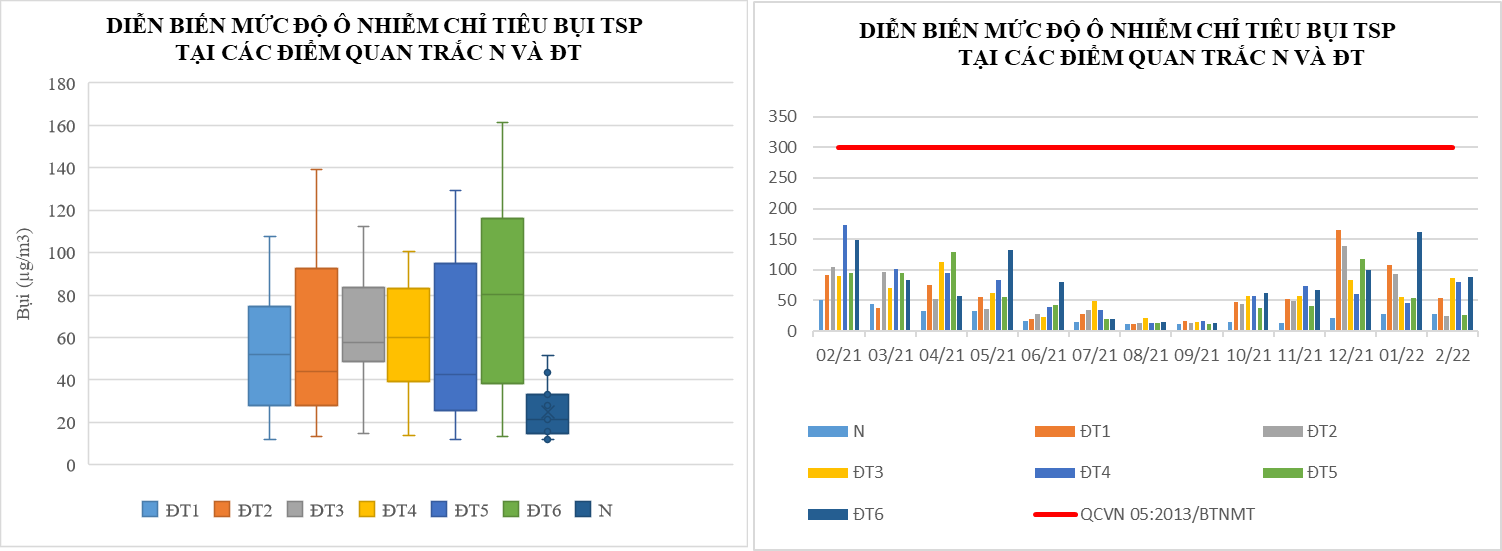 DIỄN BIẾN MỨC ĐỘ Ô NHIỄM CHỈ TIÊU BỤI TSP
TẠI CÁC ĐIỂM QUAN TRẮC N VÀ ĐT
180
160
140
120
100
80
60
40
20
0
Bụi (µg/m3)
ĐT1 ĐT2 ĐT3 ĐT4 ĐT5 ĐT6 N
DIỄN BIẾN MỨC ĐỘ Ô NHIỄM CHỈ TIÊU BỤI TSP
TẠI CÁC ĐIỂM QUAN TRẮC N VÀ ĐT
350
300
250
200
150
100
50
0
02/21 03/21 04/21 05/21 06/21 07/21 08/21 09/21 10/21 11/21 12/21 01/22 2/22
N ĐT1 ĐT2
ĐT3 ĐT4 ĐT5
ĐT6 QCVN 05:2013/BTNMT